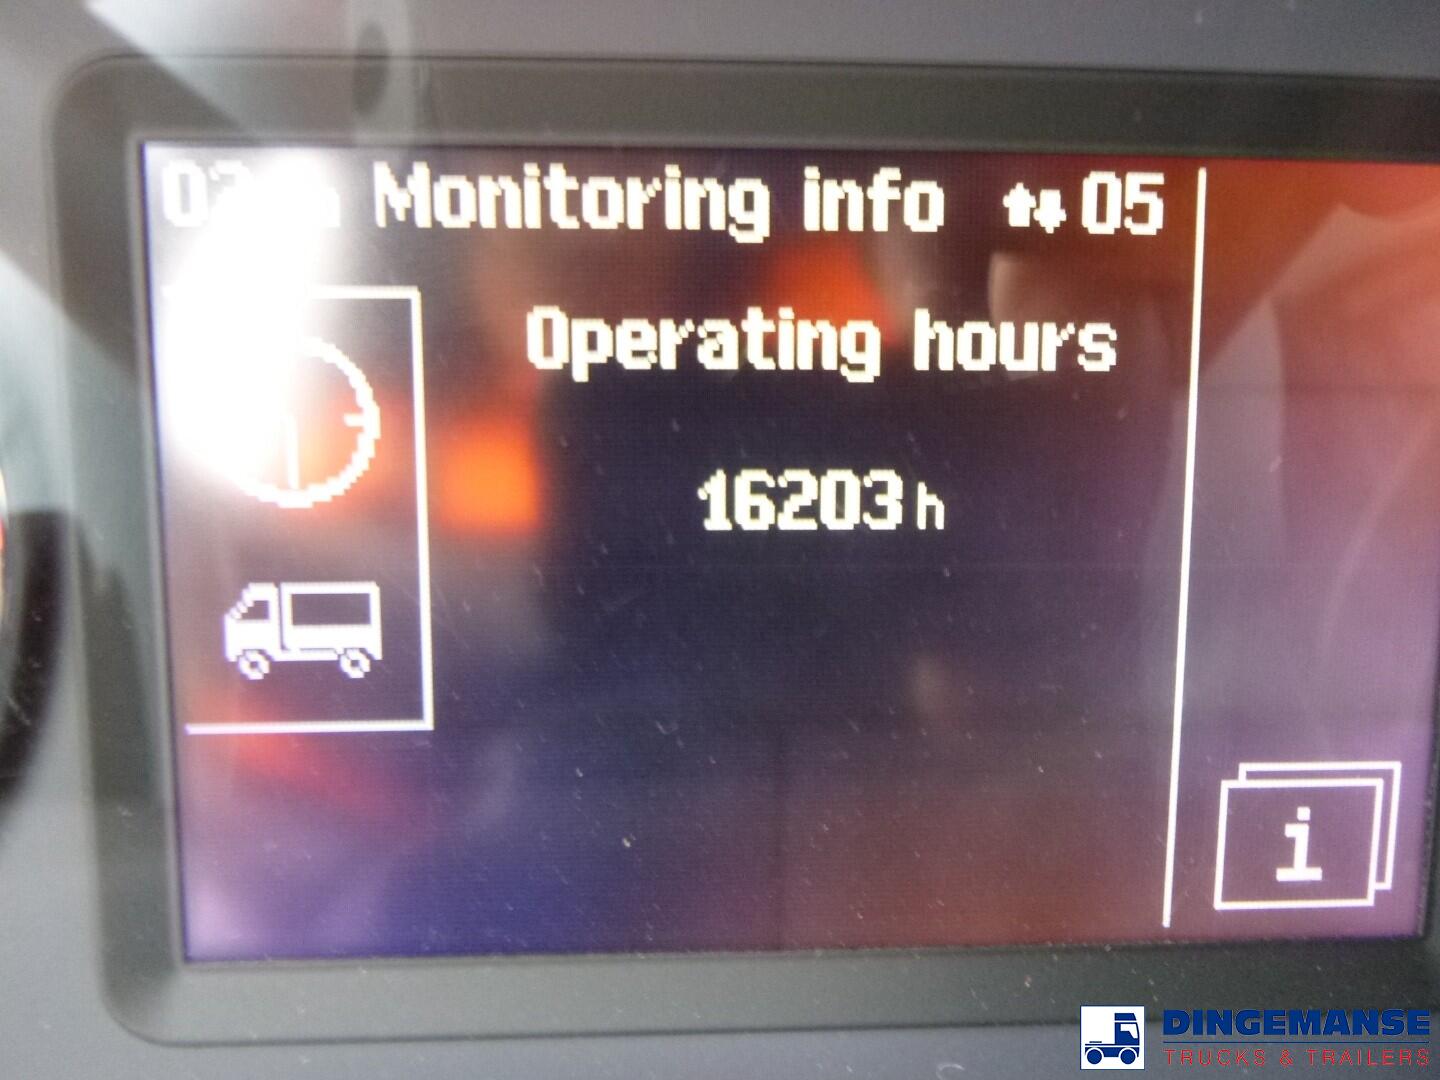 Monitoring info 05
Operating hours
16203 h
i
DINGEMANSE
TRUCKS & TRAILERS